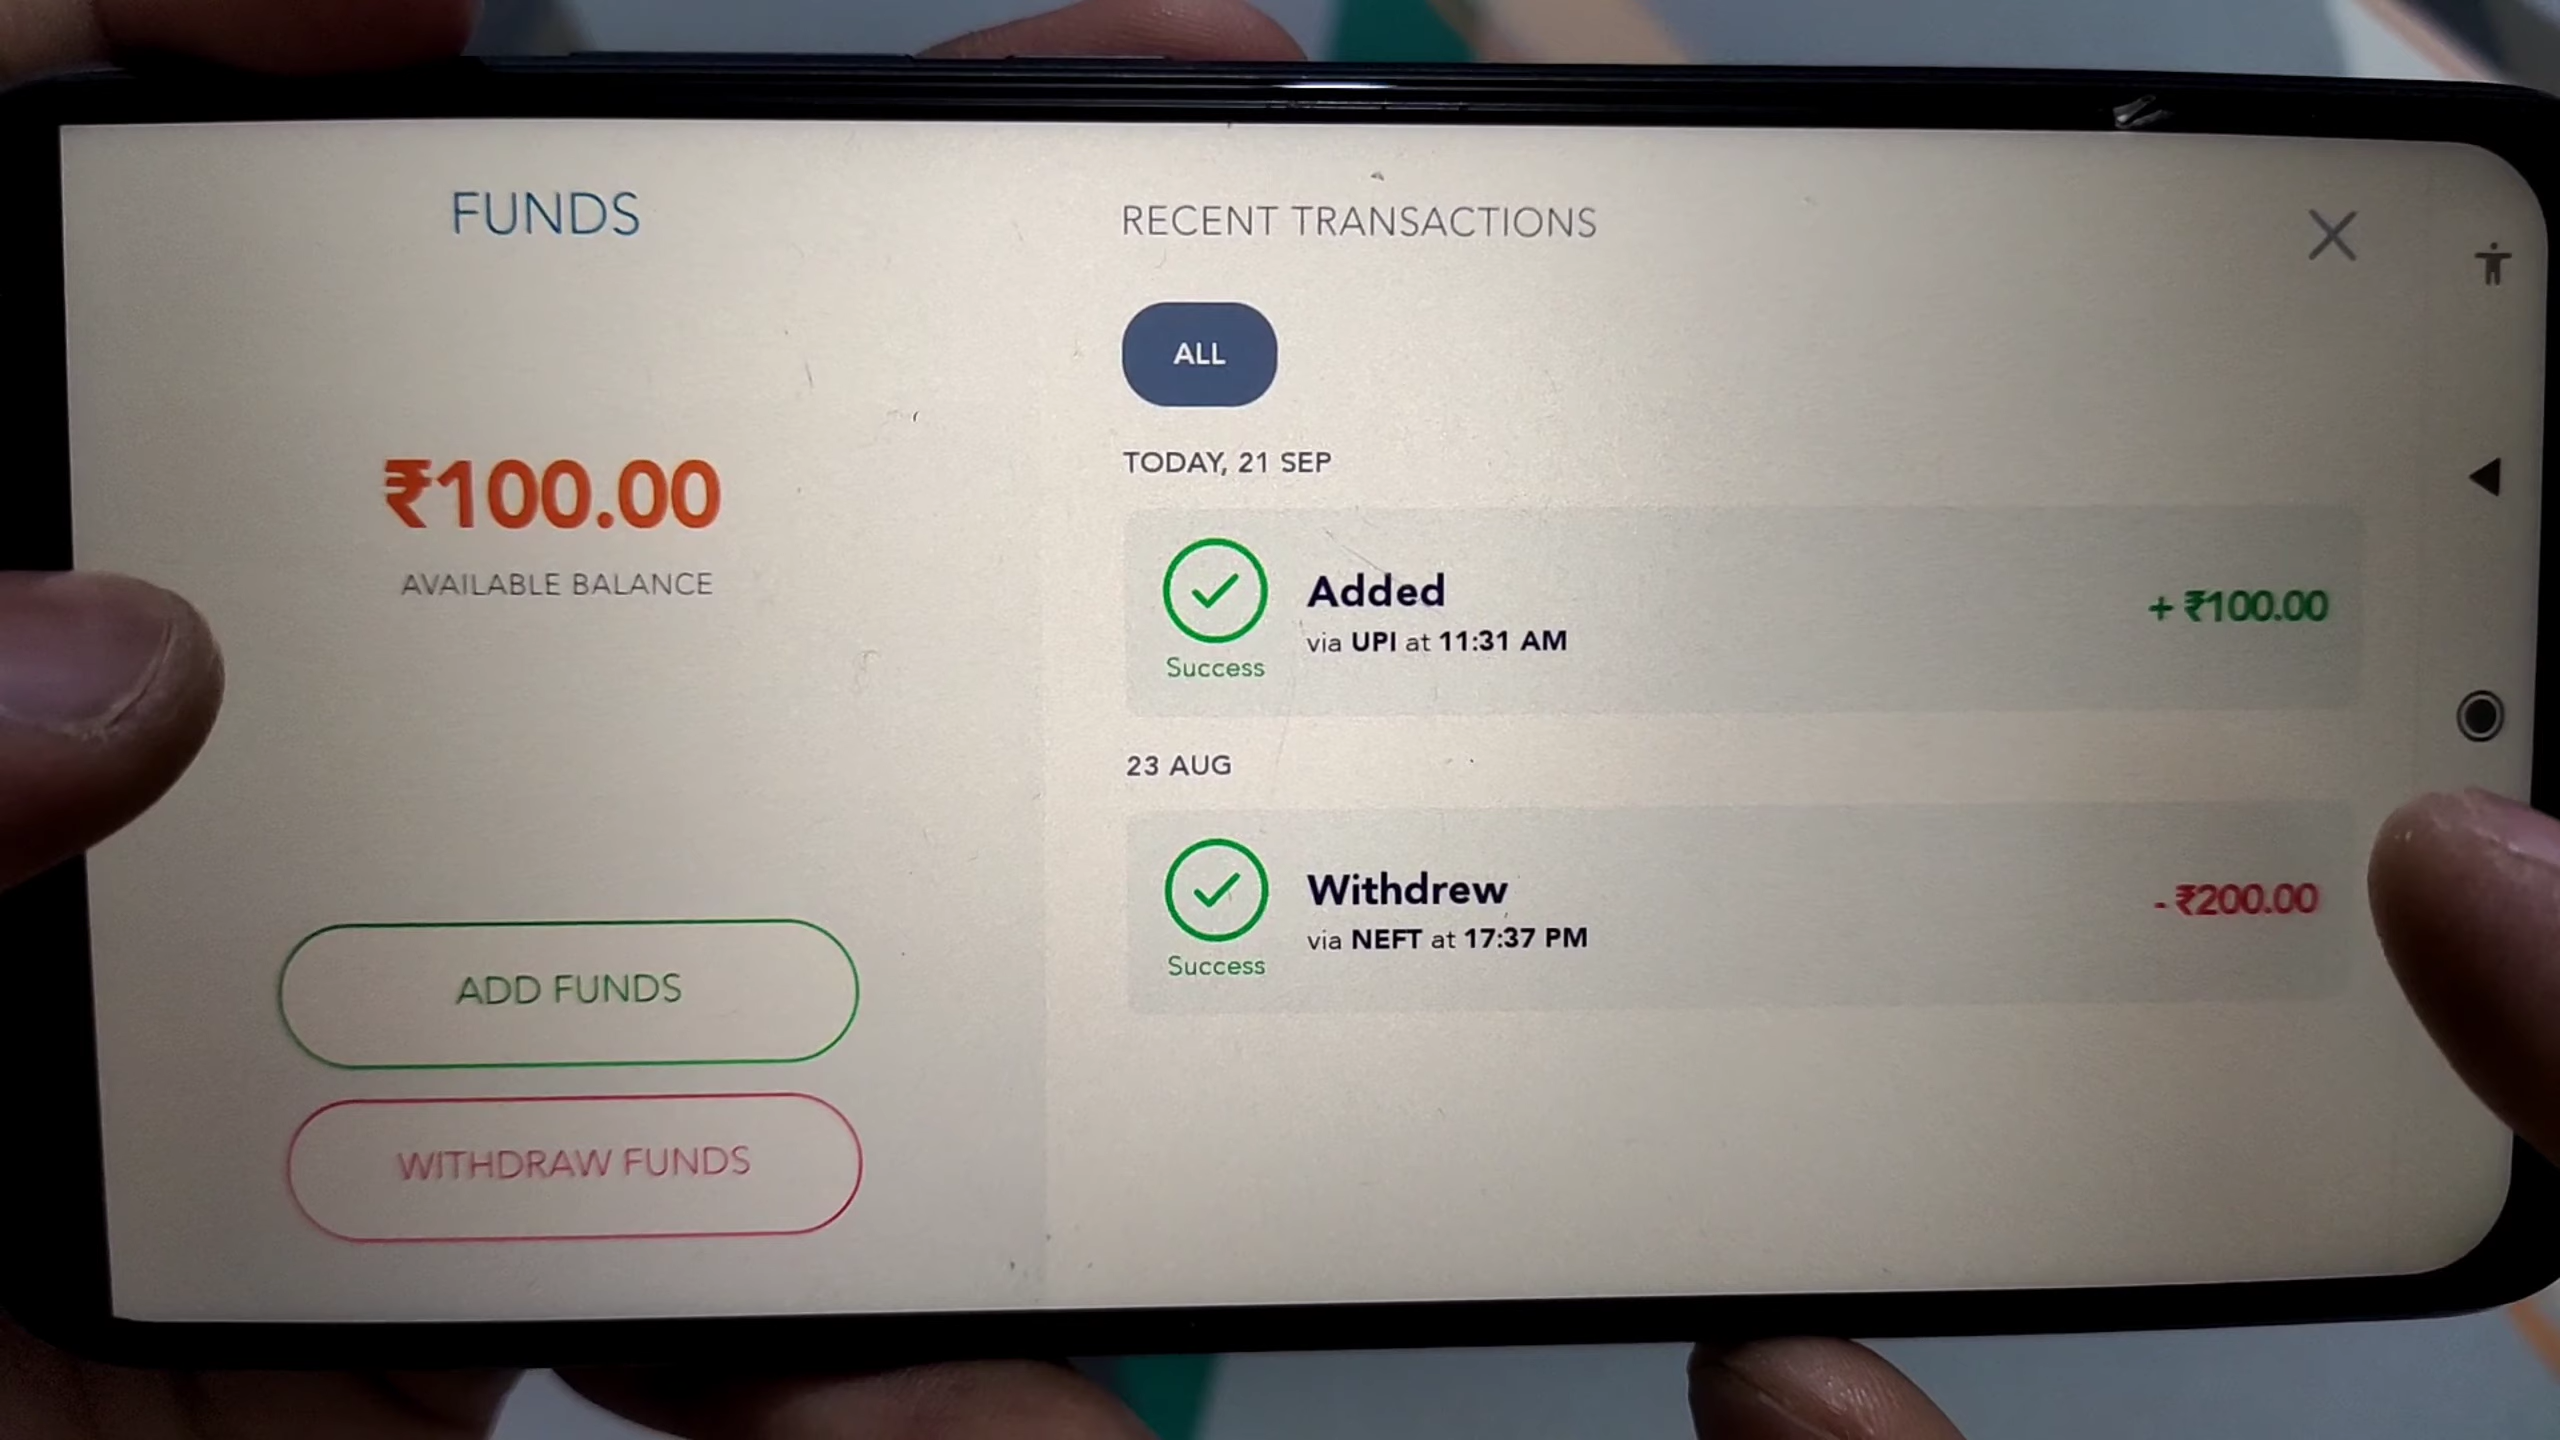 FUNDS
₹100.00
AVAILABLE BALANCE
ADD FUNDS
WITHDRAW FUNDS
RECENT TRANSACTIONS
ALL
TODAY, 21 SEP
Added
via UPI at 11:31 AM
Success
+ ₹100.00
23 AUG
Withdrew
via NEFT at 17:37 PM
Success
- ₹200.00